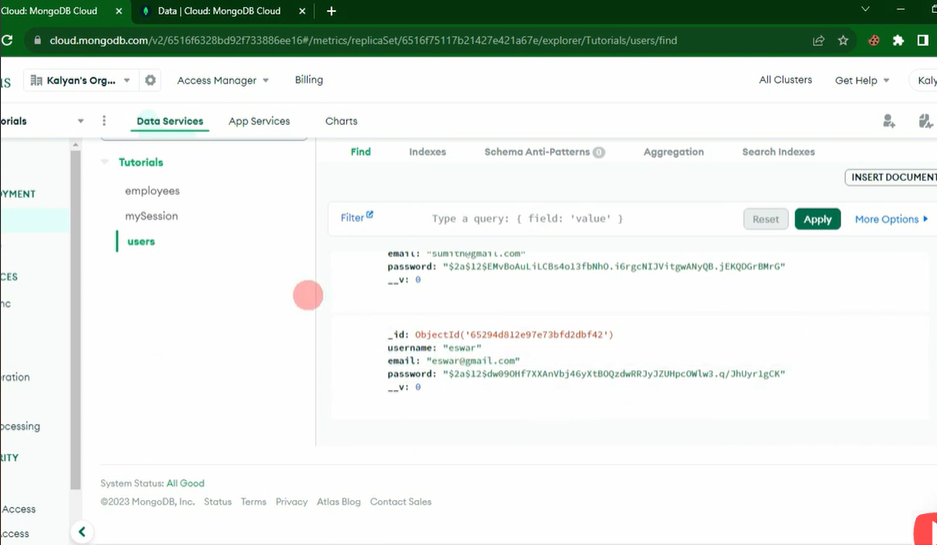 Cloud: MongoDB Cloud
Data | Cloud: MongoDB Cloud
cloud.mongodb.com/v2/6516f6328bd92f733886ee16#/metrics/replicaSet/6516f75117b21427e421a67e/explorer/Tutorials/users/find
Kalyan's Org...
Access Manager
Billing
All Clusters
Get Help
Kaly
orials
Data Services
App Services
Charts
Tutorials
employees
mySession
users
Find
Indexes
Schema Anti-Patterns 0
Aggregation
Search Indexes
INSERT DOCUMENT
Filter
Type a query: { field: 'value' }
Reset
Apply
More Options
email: "sumith@gmail.com"
password: "$2a$12$EMvBoAuLiLCBs4o13fbNhO.i6rgcNIJVitgwANyQB.jEKQDGrBMrG"
__v: 0
_id: ObjectId('65294d812e97e73bfd2dbf42')
username: "eswar"
email: "eswar@gmail.com"
password: "$2a$12$dw09OHf7XXAnVbj46yXtBOQzdwRRJyJZUHpcOWlw3.q/JhUyr1gCK"
__v: 0
OYMENT
CES
nc
ration
ocessing
RITY
Access
Access
System Status: All Good
©2023 MongoDB, Inc.
Status
Terms
Privacy
Atlas Blog
Contact Sales